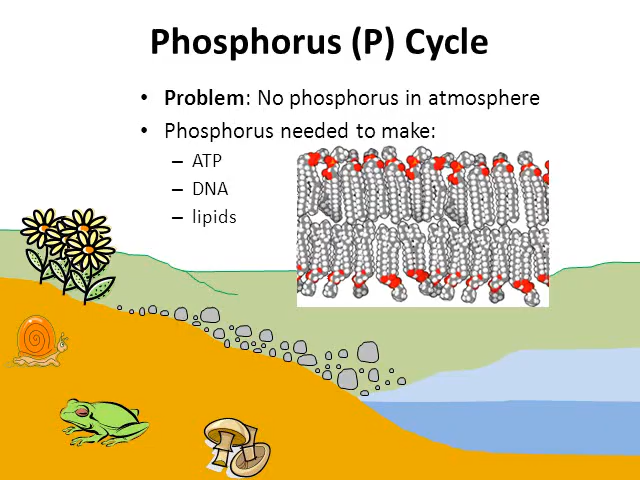 Phosphorus (P) Cycle
• Problem: No phosphorus in atmosphere
• Phosphorus needed to make:
– ATP
– DNA
– lipids